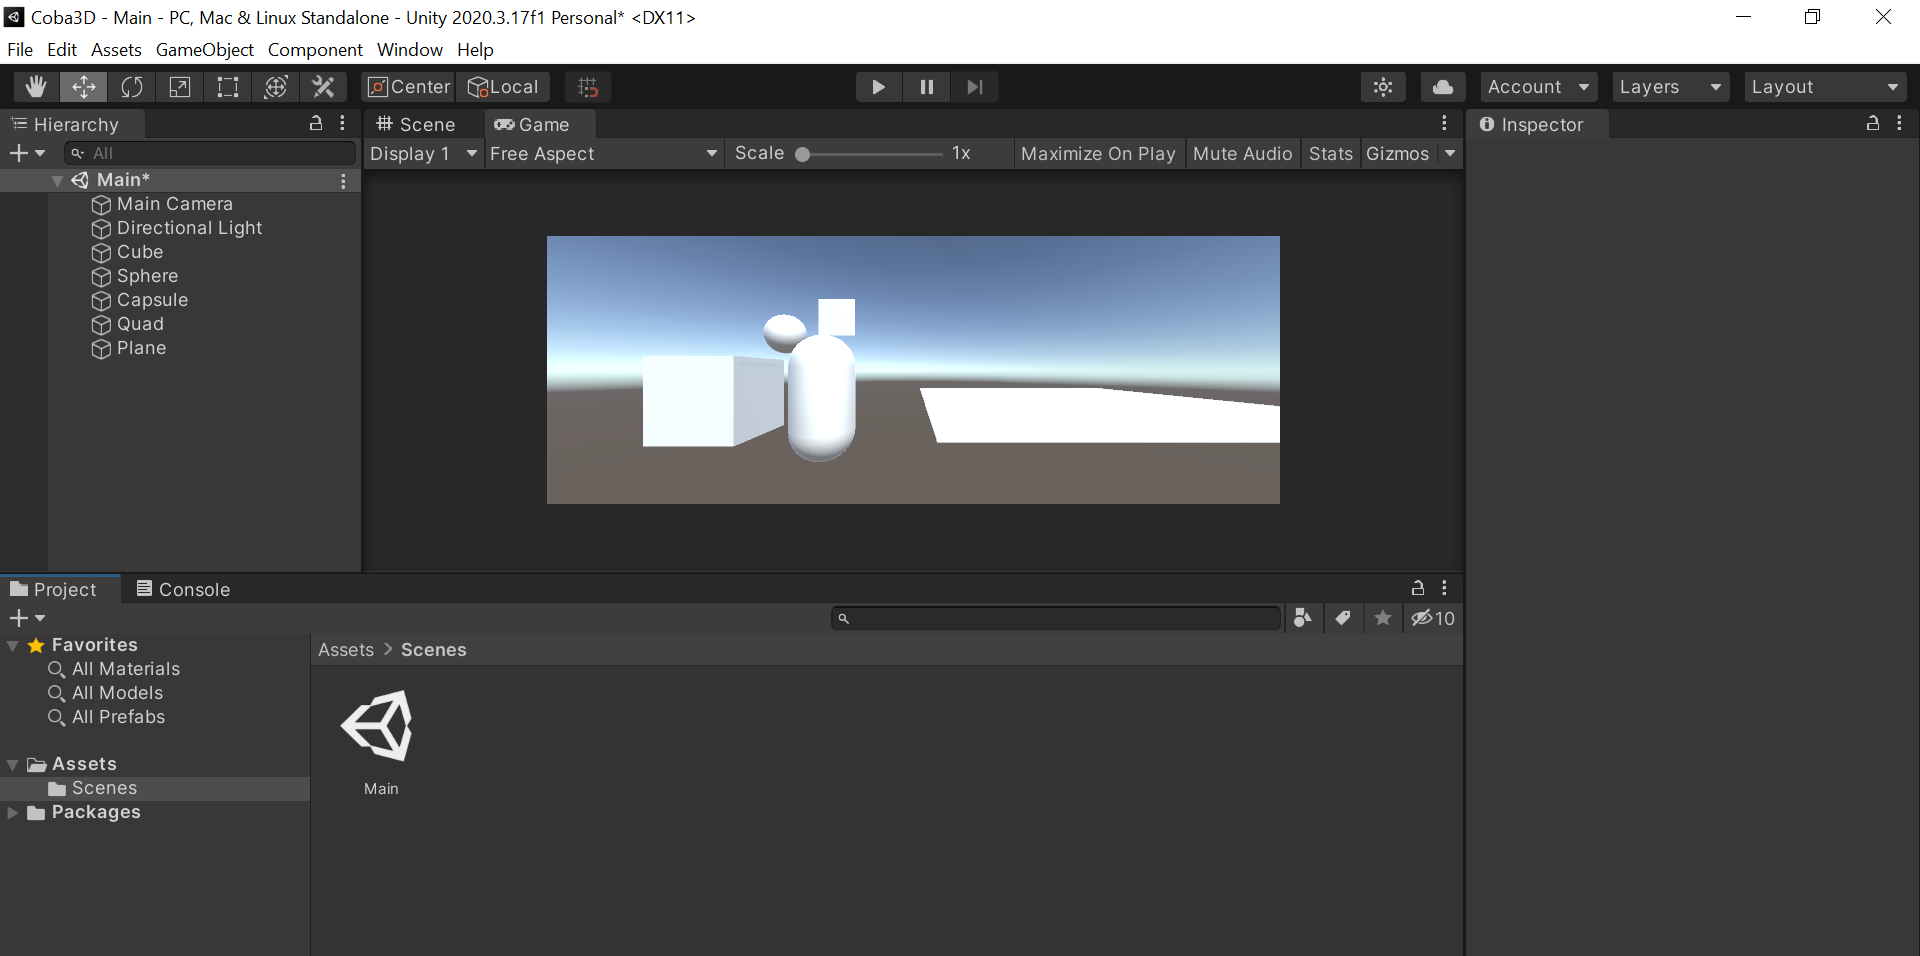 Coba3D - Main - PC, Mac & Linux Standalone - Unity 2020.3.17f1 Personal* <DX11>
File Edit Assets GameObject Component Window Help
Center Local Account Layers Layout
Hierarchy
All
Main*
Main Camera
Directional Light
Cube
Sphere
Capsule
Quad
Plane
Scene Game
Display 1 Free Aspect Scale 1x Maximize On Play Mute Audio Stats Gizmos
Inspector
Project Console
10
Favorites
All Materials
All Models
All Prefabs
Assets
Scenes
Packages
Assets > Scenes
Main